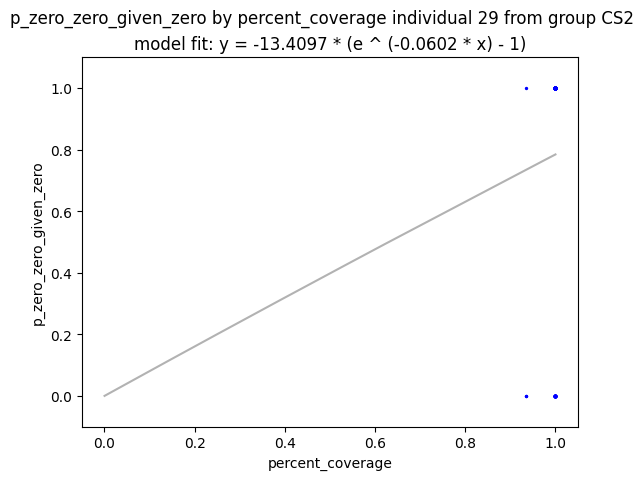 p_zero_zero_given_zero by percent_coverage individual 29 from group CS2
model fit: y = -13.4097 * (e ^ (-0.0602 * x) - 1)
1.0
0.8
0.6
0.4
0.2
0.0
p_zero_zero_given_zero
0.0 0.2 0.4 0.6 0.8 1.0
percent_coverage